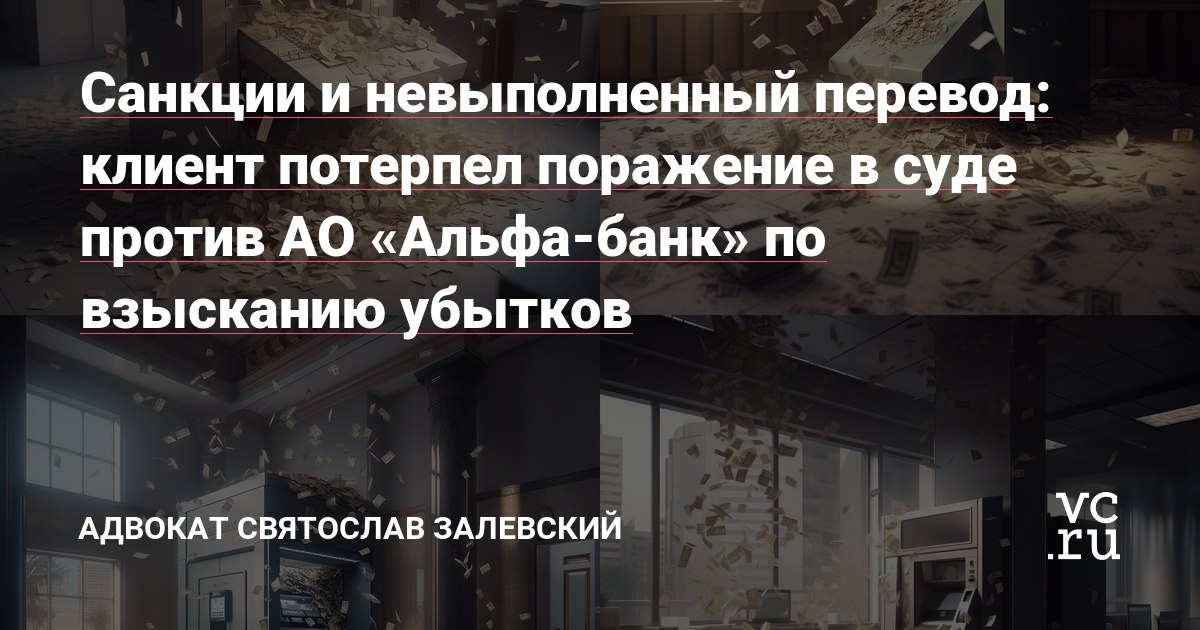 Санкции и невыполненный перевод:
клиент потерпел поражение в суде
против АО «Альфа-банк» по
взысканию убытков
АДВОКАТ СВЯТОСЛАВ ЗАЛЕВСКИЙ
vc
.ru